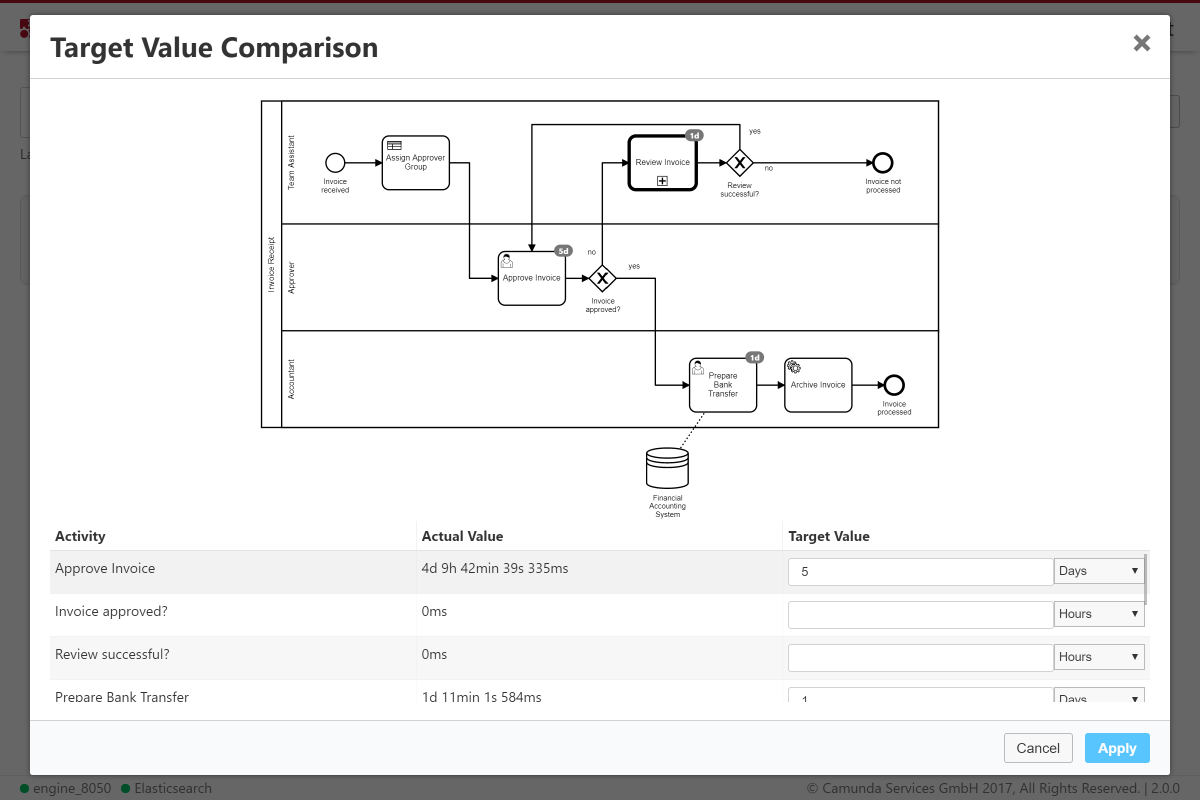 Target Value Comparison
Invoice Receipt
Team Assistant
Invoice
received
Assign Approver
Group
Review Invoice
1d
yes
no
Review
successful?
Invoice not
processed
Approver
Approve Invoice
5d
no
yes
Invoice
approved?
Accountant
Prepare
Bank
Transfer
1d
Archive Invoice
Invoice
processed
Financial
Accounting
System
Activity Actual Value Target Value
Approve Invoice 4d 9h 42min 39s 335ms 5 Days
Invoice approved? 0ms Hours
Review successful? 0ms Hours
Prepare Bank Transfer 1d 11min 1s 584ms 1 Days
Cancel Apply
engine_8050 Elasticsearch © Camunda Services GmbH 2017, All Rights Reserved. | 2.0.0